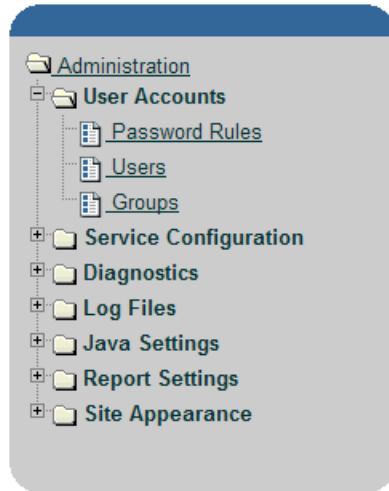 Administration
User Accounts
Password Rules
Users
Groups
Service Configuration
Diagnostics
Log Files
Java Settings
Report Settings
Site Appearance